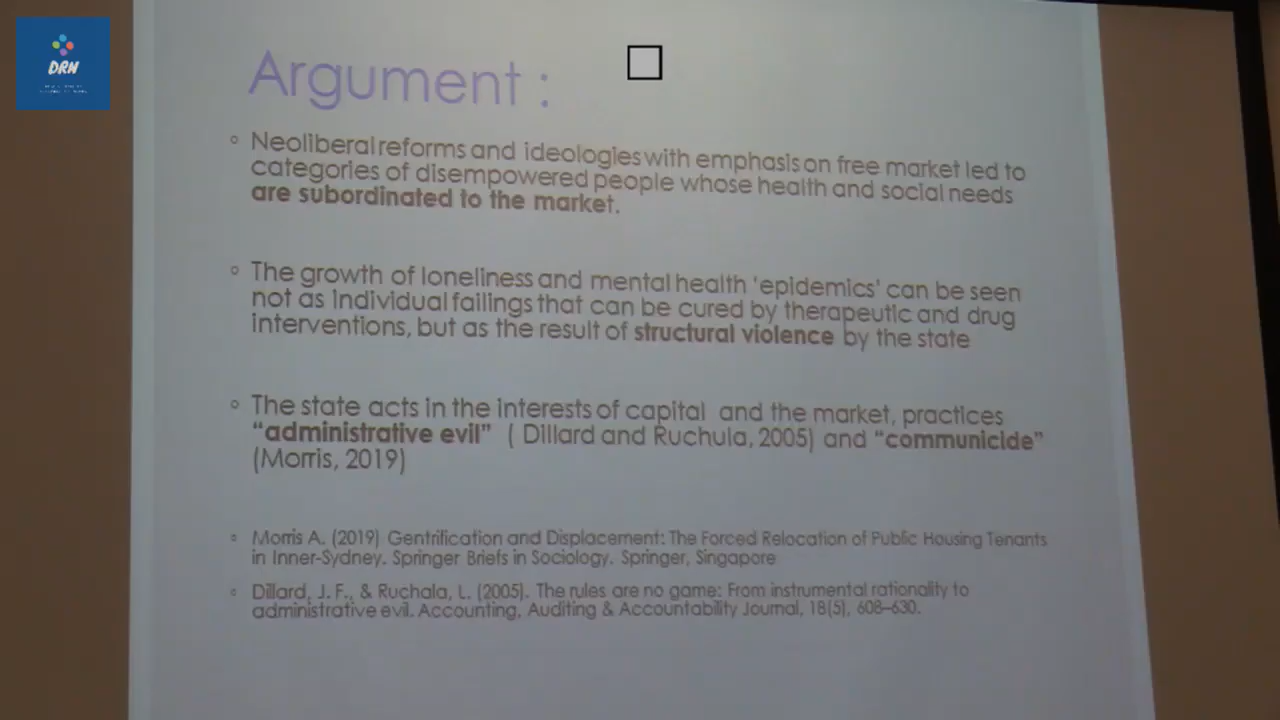 DRN
Argument :
Neoliberal reforms and ideologies with emphasis on free market led to
categories of disempowered people whose health and social needs
are subordinated to the market.
The growth of loneliness and mental health 'epidemics' can be seen
not as individual failings that can be cured by therapeutic and drug
interventions, but as the result of structural violence by the state
The state acts in the interests of capital and the market, practices
“administrative evil” ( Dillard and Ruchula, 2005) and “communicide”
(Morris, 2019)
Morris A. (2019) Gentrification and Displacement: The Forced Relocation of Public Housing Tenants
in Inner-Sydney. Springer Briefs in Sociology. Springer, Singapore
Dillard, J. F., & Ruchala, L. (2005). The rules are no game: From instrumental rationality to
administrative evil. Accounting, Auditing & Accountability Journal, 18(5), 608–630.